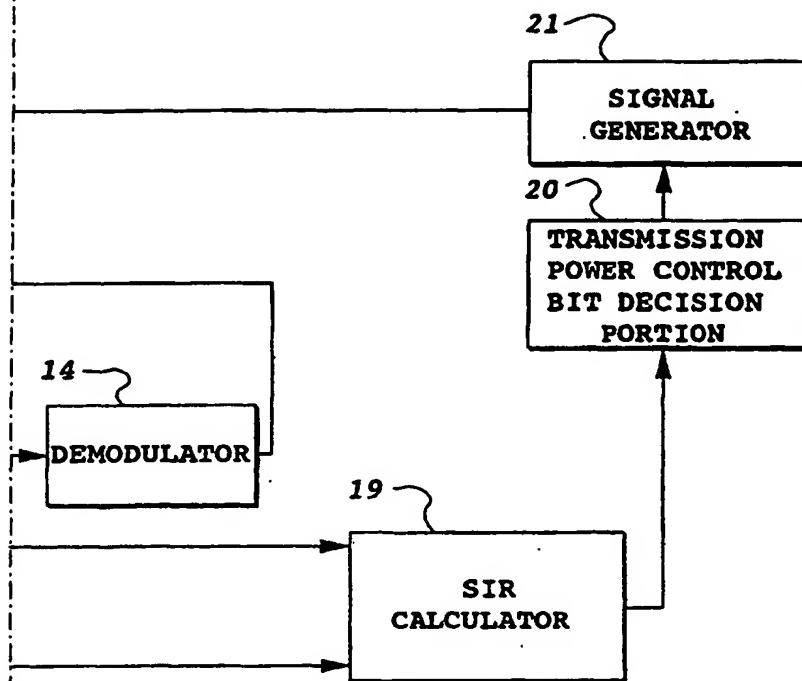 21
SIGNAL
GENERATOR
20
TRANSMISSION
POWER CONTROL
BIT DECISION
PORTION
14
DEMODULATOR
19
SIR
CALCULATOR